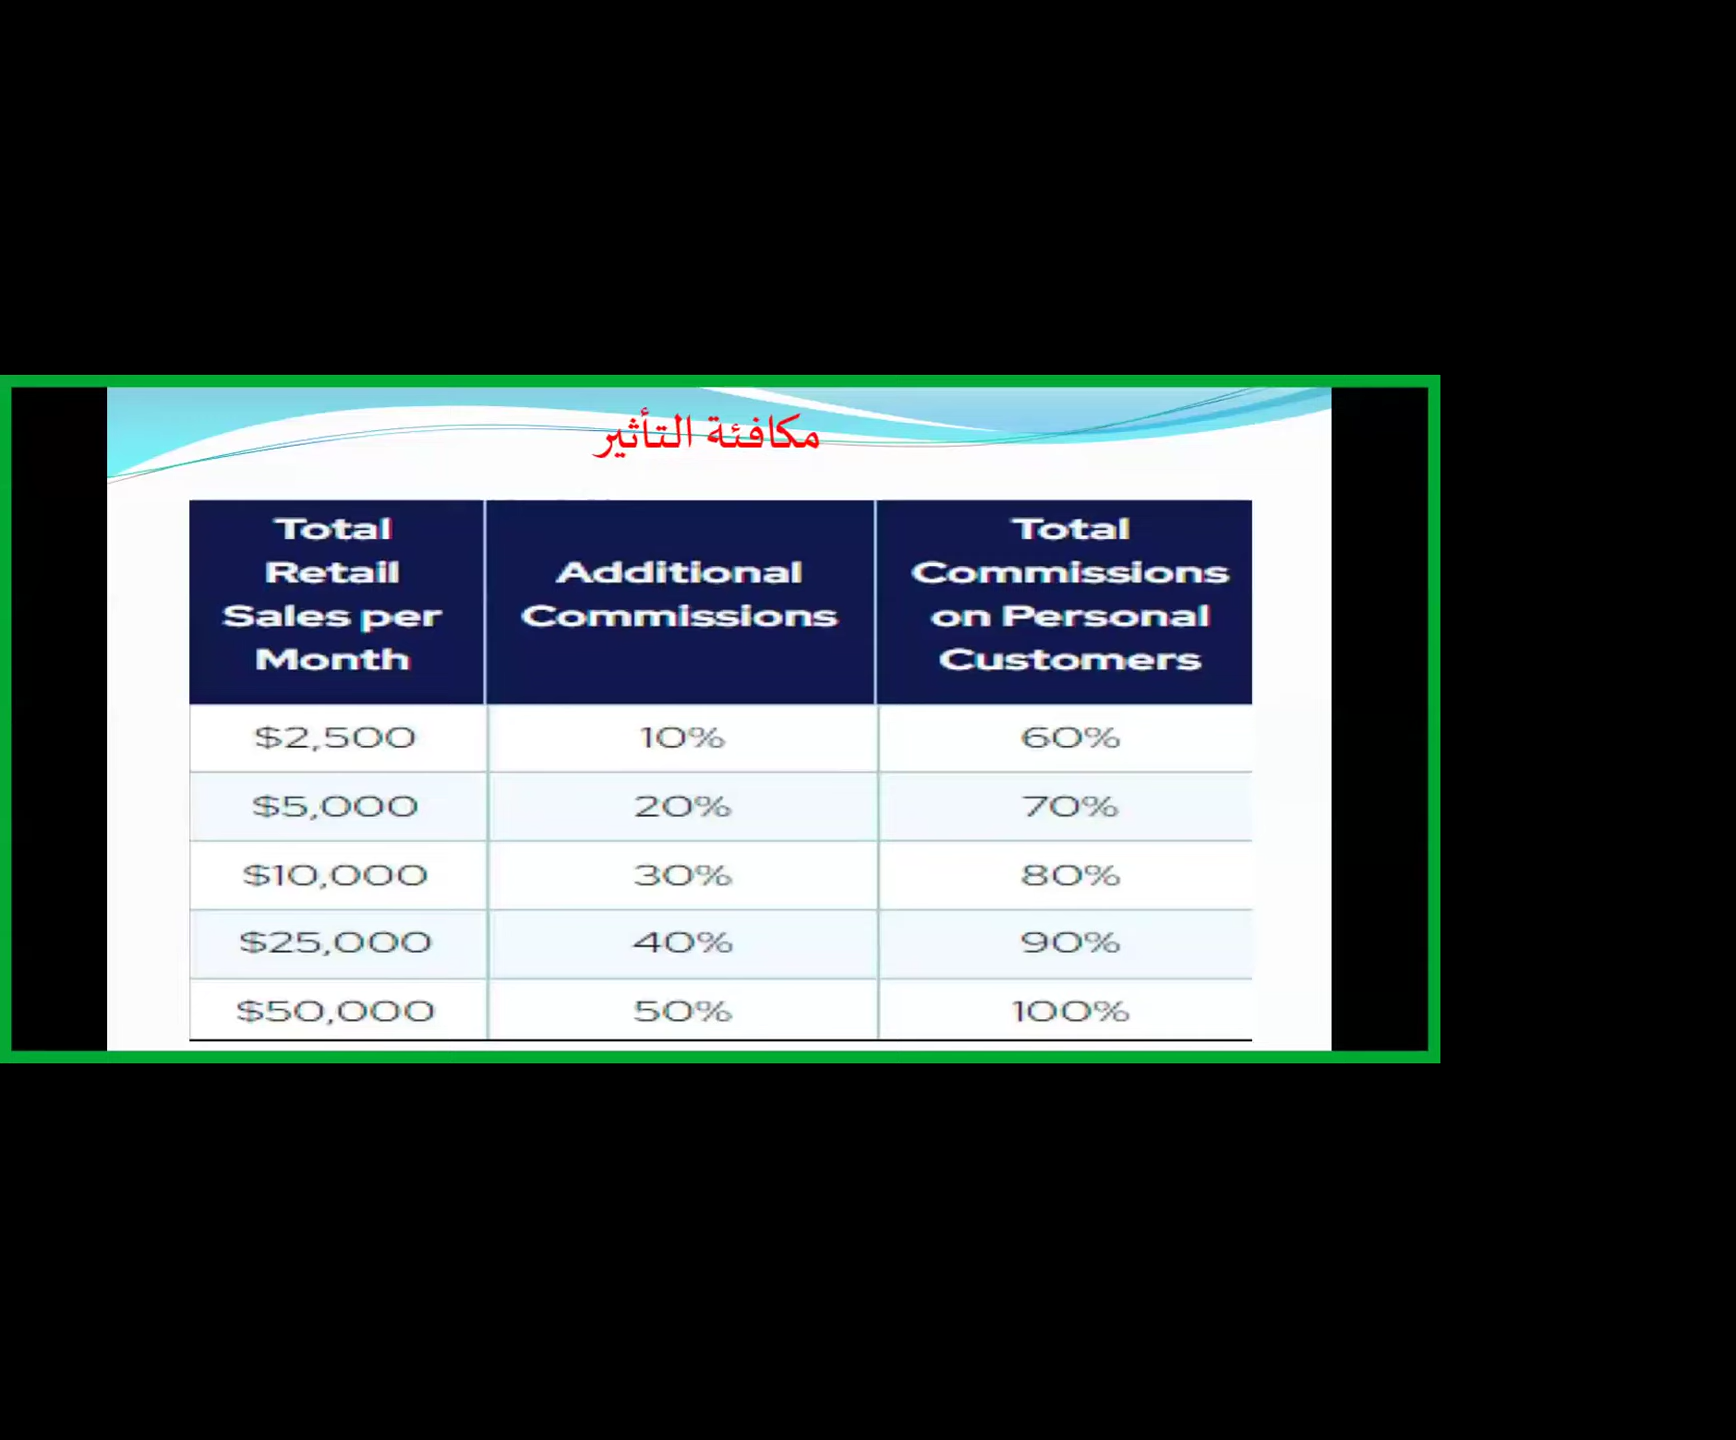 مكافئة التأثير
Total Retail Sales per Month Additional Commissions Total Commissions on Personal Customers
$2,500 10% 60%
$5,000 20% 70%
$10,000 30% 80%
$25,000 40% 90%
$50,000 50% 100%